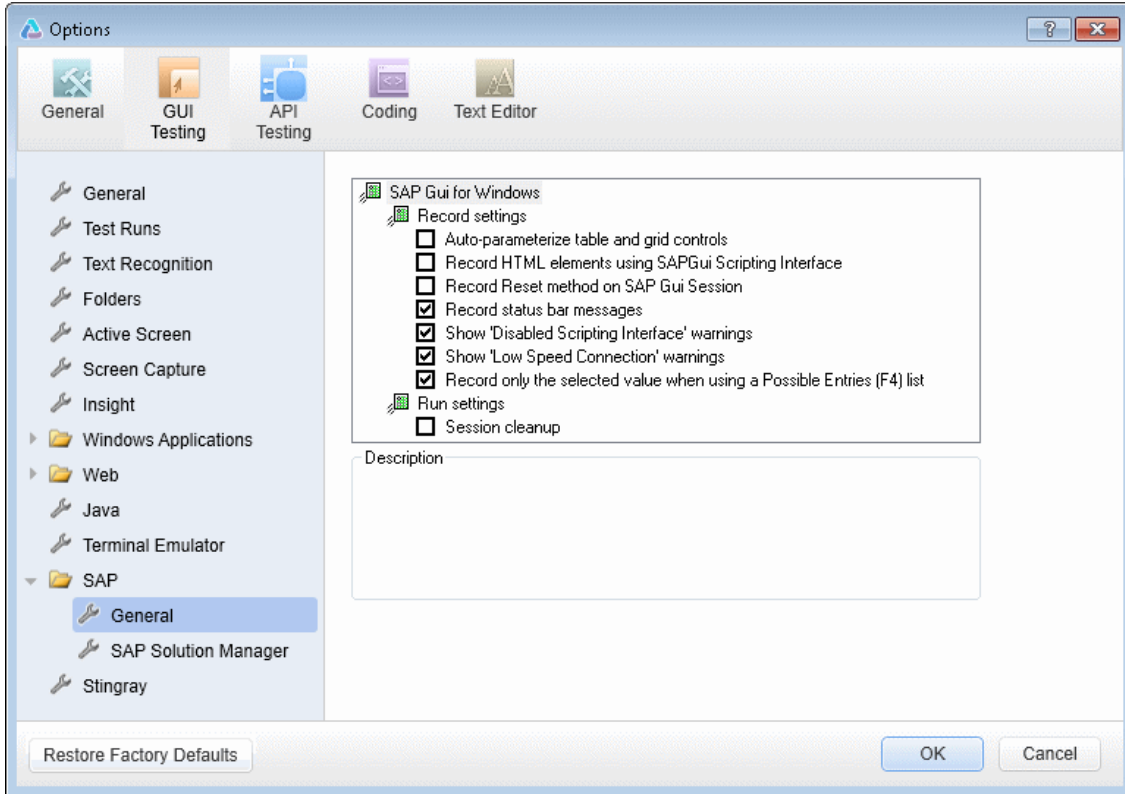 Options
General
GUI
Testing
API
Testing
Coding
Text Editor
General
Test Runs
Text Recognition
Folders
Active Screen
Screen Capture
Insight
Windows Applications
Web
Java
Terminal Emulator
SAP
General
SAP Solution Manager
Stingray
SAP Gui for Windows
Record settings
Auto-parameterize table and grid controls
Record HTML elements using SAPGui Scripting Interface
Record Reset method on SAP Gui Session
Record status bar messages
Show 'Disabled Scripting Interface' warnings
Show 'Low Speed Connection' warnings
Record only the selected value when using a Possible Entries (F4) list
Run settings
Session cleanup
Description
Restore Factory Defaults
OK
Cancel